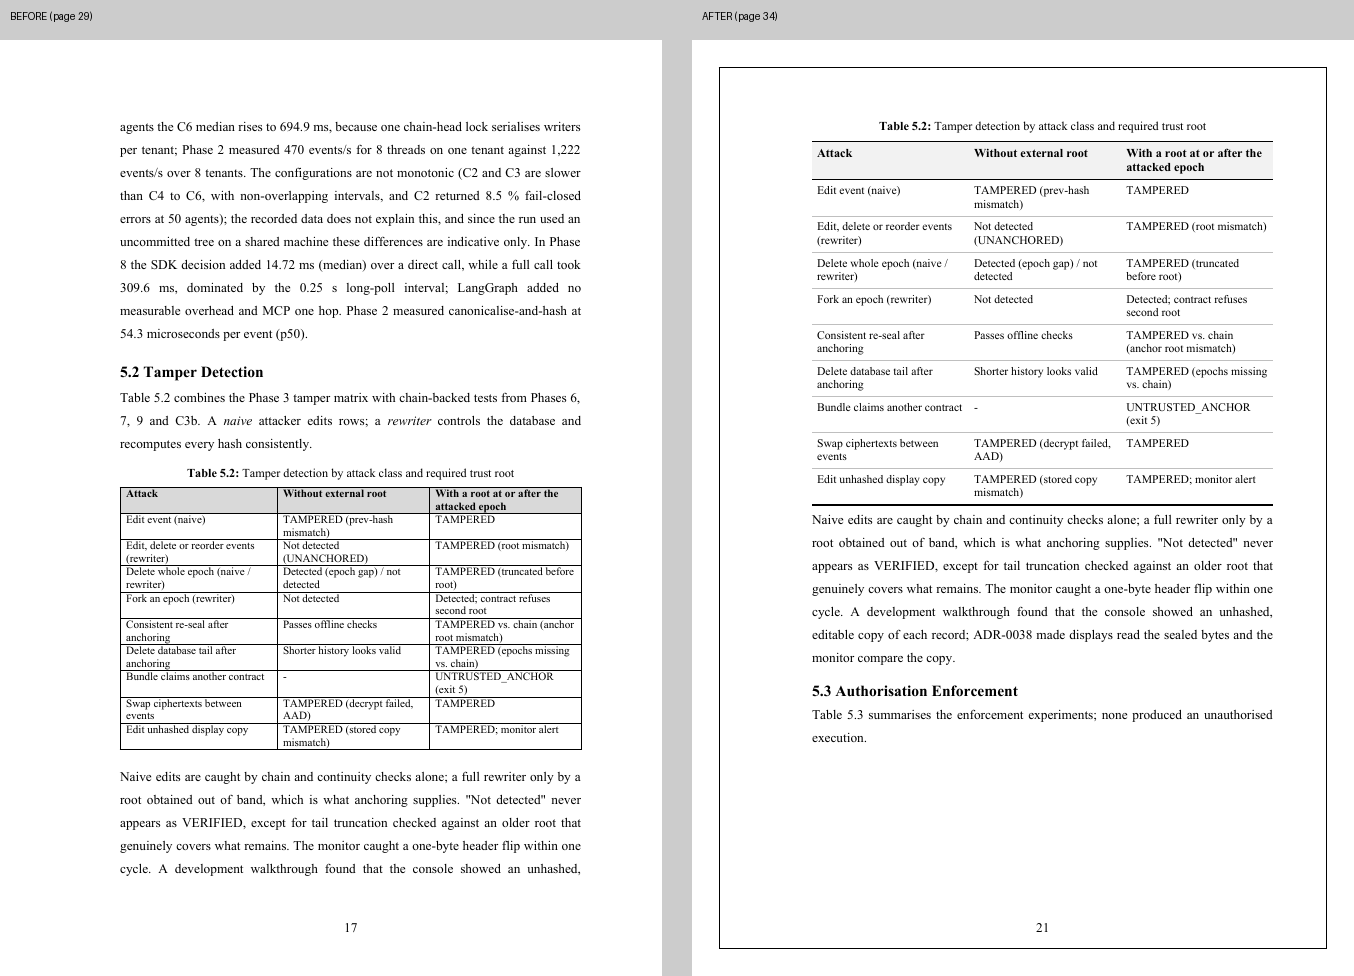 BEFORE (page 29)
agents the C6 median rises to 694.9 ms, because one chain-head lock serialises writers
per tenant; Phase 2 measured 470 events/s for 8 threads on one tenant against 1,222
events/s over 8 tenants. The configurations are not monotonic (C2 and C3 are slower
than C4 to C6, with non-overlapping intervals, and C2 returned 8.5 % fail-closed
errors at 50 agents); the recorded data does not explain this, and since the run used an
uncommitted tree on a shared machine these differences are indicative only. In Phase
8 the SDK decision added 14.72 ms (median) over a direct call, while a full call took
309.6 ms, dominated by the 0.25 s long-poll interval; LangGraph added no
measurable overhead and MCP one hop. Phase 2 measured canonicalise-and-hash at
54.3 microseconds per event (p50).
5.2 Tamper Detection
Table 5.2 combines the Phase 3 tamper matrix with chain-backed tests from Phases 6,
7, 9 and C3b. A naive attacker edits rows; a rewriter controls the database and
recomputes every hash consistently.
Table 5.2: Tamper detection by attack class and required trust root
Attack Without external root With a root at or after the
attacked epoch
Edit event (naive) TAMPERED (prev-hash TAMPERED
mismatch)
Edit, delete or reorder events Not detected TAMPERED (root mismatch)
(rewriter) (UNANCHORED)
Delete whole epoch (naive / Detected (epoch gap) / not TAMPERED (truncated before
rewriter) detected root)
Fork an epoch (rewriter) Not detected Detected; contract refuses
second root
Consistent re-seal after Passes offline checks TAMPERED vs. chain (anchor
anchoring root mismatch)
Delete database tail after Shorter history looks valid TAMPERED (epochs missing
anchoring vs. chain)
Bundle claims another contract - UNTRUSTED_ANCHOR
(exit 5)
Swap ciphertexts between TAMPERED (decrypt failed, TAMPERED
events AAD)
Edit unhashed display copy TAMPERED (stored copy TAMPERED; monitor alert
mismatch)
Naive edits are caught by chain and continuity checks alone; a full rewriter only by a
root obtained out of band, which is what anchoring supplies. "Not detected" never
appears as VERIFIED, except for tail truncation checked against an older root that
genuinely covers what remains. The monitor caught a one-byte header flip within one
cycle. A development walkthrough found that the console showed an unhashed,
17
AFTER (page 34)
Table 5.2: Tamper detection by attack class and required trust root
Attack Without external root With a root at or after the
attacked epoch
Edit event (naive) TAMPERED (prev-hash TAMPERED
mismatch)
Edit, delete or reorder events Not detected TAMPERED (root mismatch)
(rewriter) (UNANCHORED)
Delete whole epoch (naive / Detected (epoch gap) / not TAMPERED (truncated
rewriter) detected before root)
Fork an epoch (rewriter) Not detected Detected; contract refuses
second root
Consistent re-seal after Passes offline checks TAMPERED vs. chain
anchoring (anchor root mismatch)
Delete database tail after Shorter history looks valid TAMPERED (epochs missing
anchoring vs. chain)
Bundle claims another contract - UNTRUSTED_ANCHOR
(exit 5)
Swap ciphertexts between TAMPERED (decrypt failed, TAMPERED
events AAD)
Edit unhashed display copy TAMPERED (stored copy TAMPERED; monitor alert
mismatch)
Naive edits are caught by chain and continuity checks alone; a full rewriter only by a
root obtained out of band, which is what anchoring supplies. "Not detected" never
appears as VERIFIED, except for tail truncation checked against an older root that
genuinely covers what remains. The monitor caught a one-byte header flip within one
cycle. A development walkthrough found that the console showed an unhashed,
editable copy of each record; ADR-0038 made displays read the sealed bytes and the
monitor compare the copy.
5.3 Authorisation Enforcement
Table 5.3 summarises the enforcement experiments; none produced an unauthorised
execution.
21